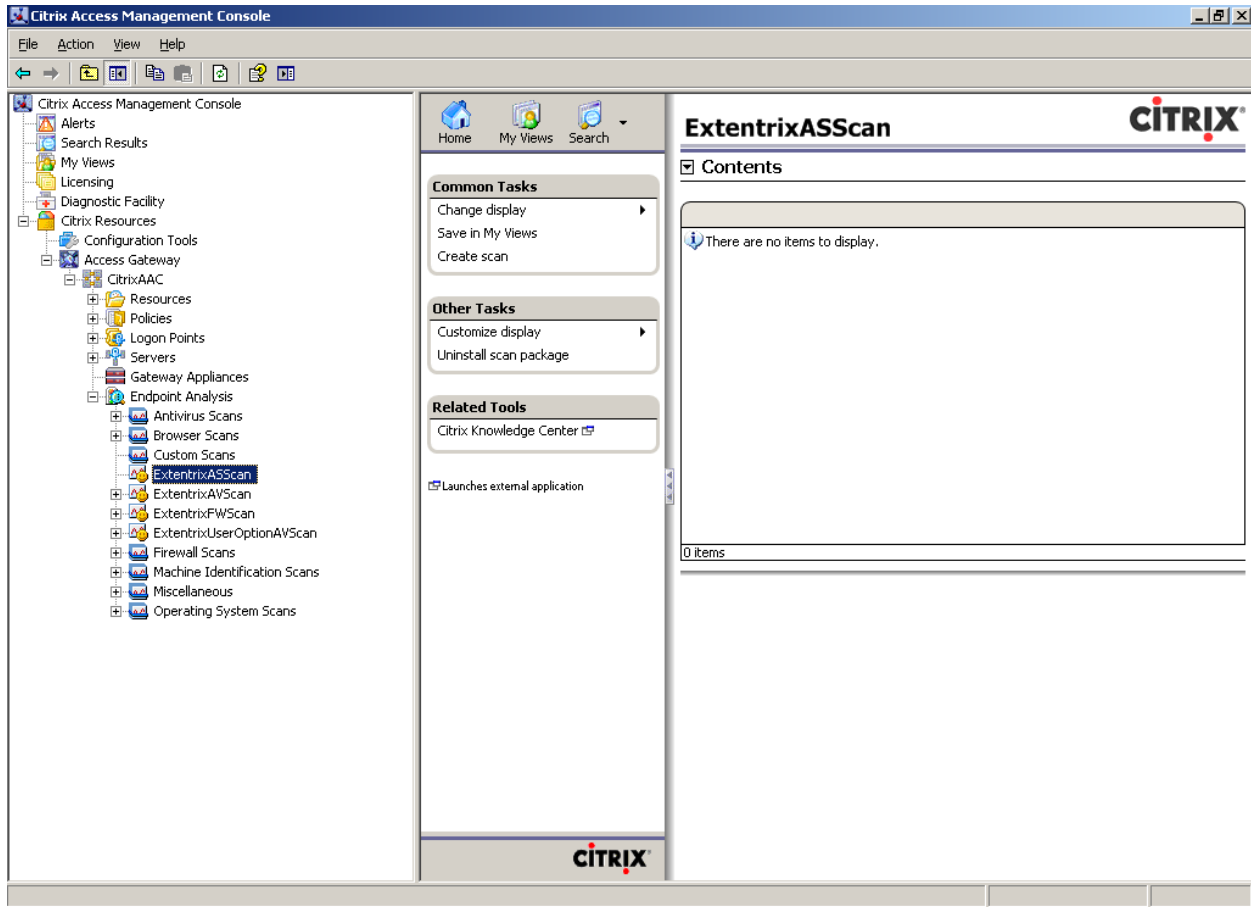 Citrix Access Management Console
File Action View Help
Citrix Access Management Console
Alerts
Search Results
My Views
Licensing
Diagnostic Facility
Citrix Resources
Configuration Tools
Access Gateway
CitrixAAC
Resources
Policies
Logon Points
Servers
Gateway Appliances
Endpoint Analysis
Antivirus Scans
Browser Scans
Custom Scans
ExtentrixASScan
ExtentrixAVScan
ExtentrixFWScan
ExtentrixUserOptionAVScan
Firewall Scans
Machine Identification Scans
Miscellaneous
Operating System Scans
Home My Views Search
Common Tasks
Change display
Save in My Views
Create scan
Other Tasks
Customize display
Uninstall scan package
Related Tools
Citrix Knowledge Center
Launches external application
CITRIX
ExtentrixASScan
CITRIX
Contents
There are no items to display.
0 items